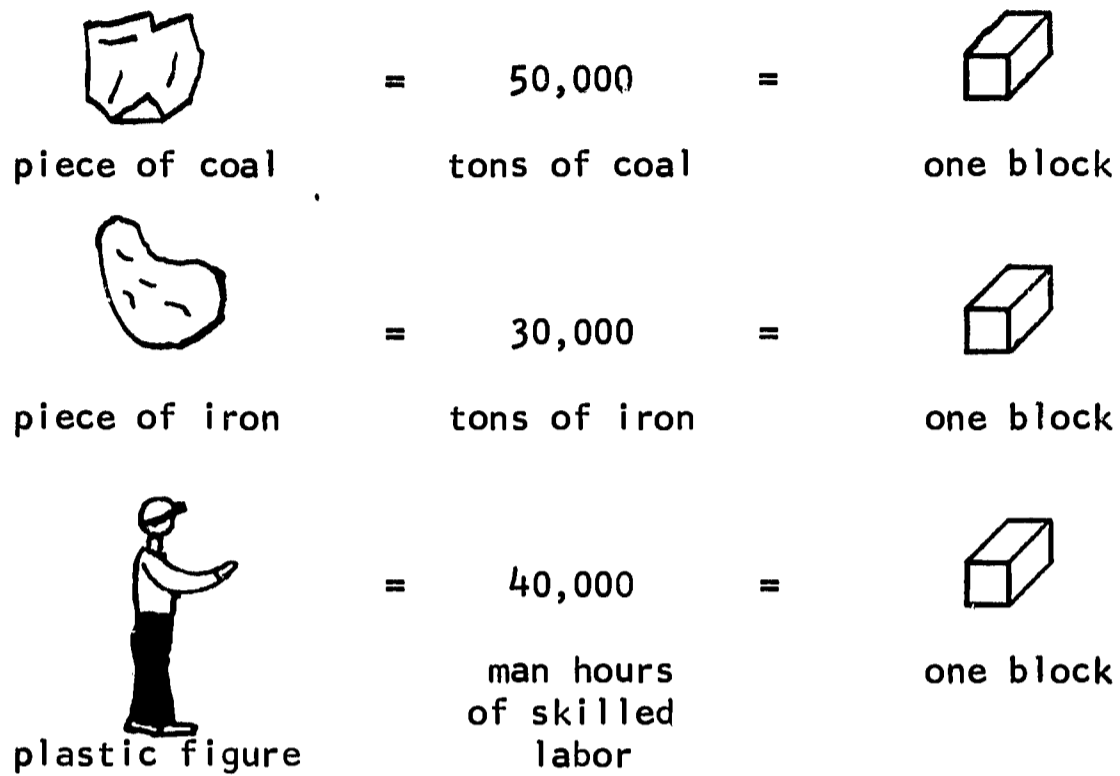 = 50,000 =
piece of coal tons of coal one block
= 30,000 =
piece of iron tons of iron one block
= 40,000 =
man hours one block
of skilled
plastic figure labor